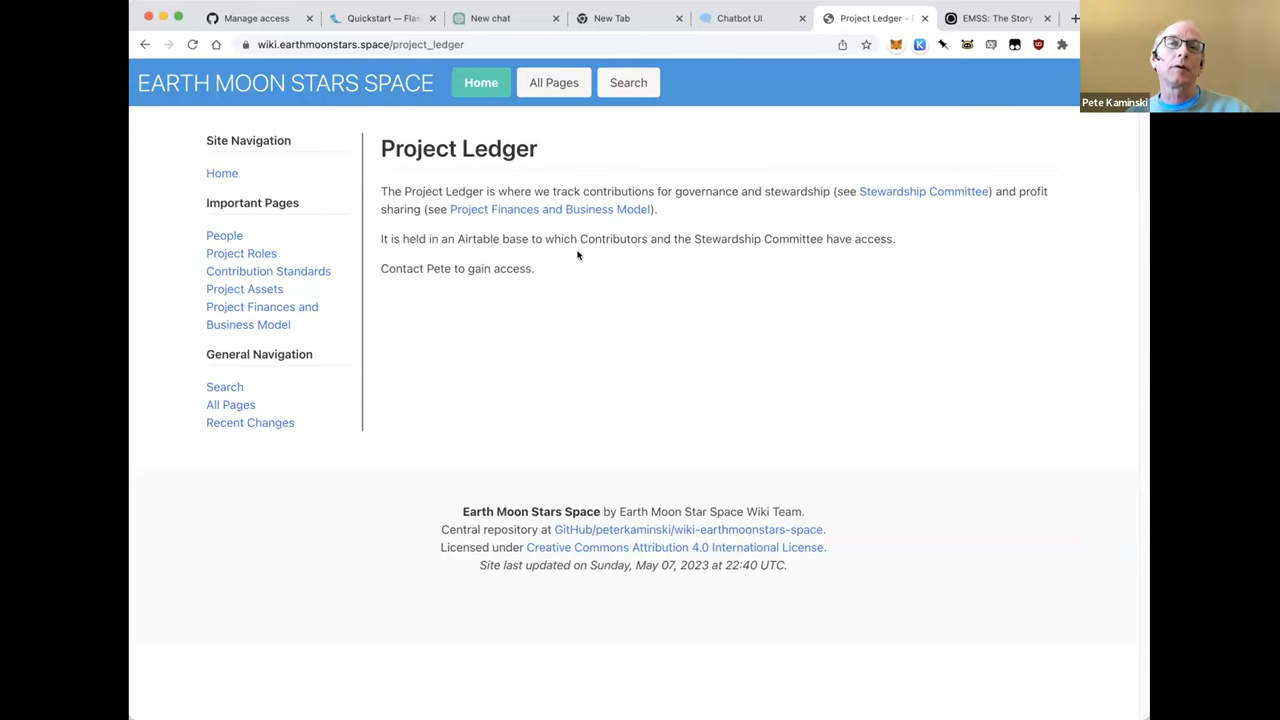 Manage access
Quickstart — Flas
New chat
New Tab
Chatbot UI
Project Ledger -
EMSS: The Story
wiki.earthmoonstars.space/project_ledger
Pete Kaminski
EARTH MOON STARS SPACE
Home
All Pages
Search
Site Navigation
Home
Important Pages
People
Project Roles
Contribution Standards
Project Assets
Project Finances and
Business Model
General Navigation
Search
All Pages
Recent Changes
Project Ledger
The Project Ledger is where we track contributions for governance and stewardship (see Stewardship Committee) and profit
sharing (see Project Finances and Business Model).
It is held in an Airtable base to which Contributors and the Stewardship Committee have access.
Contact Pete to gain access.
Earth Moon Stars Space by Earth Moon Star Space Wiki Team.
Central repository at GitHub/peterkaminski/wiki-earthmoonstars-space.
Licensed under Creative Commons Attribution 4.0 International License.
Site last updated on Sunday, May 07, 2023 at 22:40 UTC.